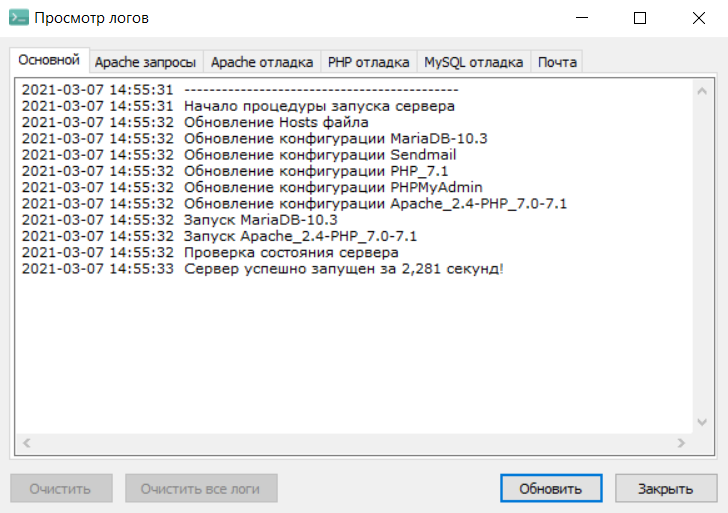 Просмотр логов
Основной Apache запросы Apache отладка PHP отладка MySQL отладка Почта
2021-03-07 14:55:31 --------------------------------------------
2021-03-07 14:55:31 Начало процедуры запуска сервера
2021-03-07 14:55:32 Обновление Hosts файла
2021-03-07 14:55:32 Обновление конфигурации MariaDB-10.3
2021-03-07 14:55:32 Обновление конфигурации Sendmail
2021-03-07 14:55:32 Обновление конфигурации PHP_7.1
2021-03-07 14:55:32 Обновление конфигурации PHPMyAdmin
2021-03-07 14:55:32 Обновление конфигурации Apache_2.4-PHP_7.0-7.1
2021-03-07 14:55:32 Запуск MariaDB-10.3
2021-03-07 14:55:32 Запуск Apache_2.4-PHP_7.0-7.1
2021-03-07 14:55:32 Проверка состояния сервера
2021-03-07 14:55:33 Сервер успешно запущен за 2,281 секунд!
Очистить Очистить все логи Обновить Закрыть